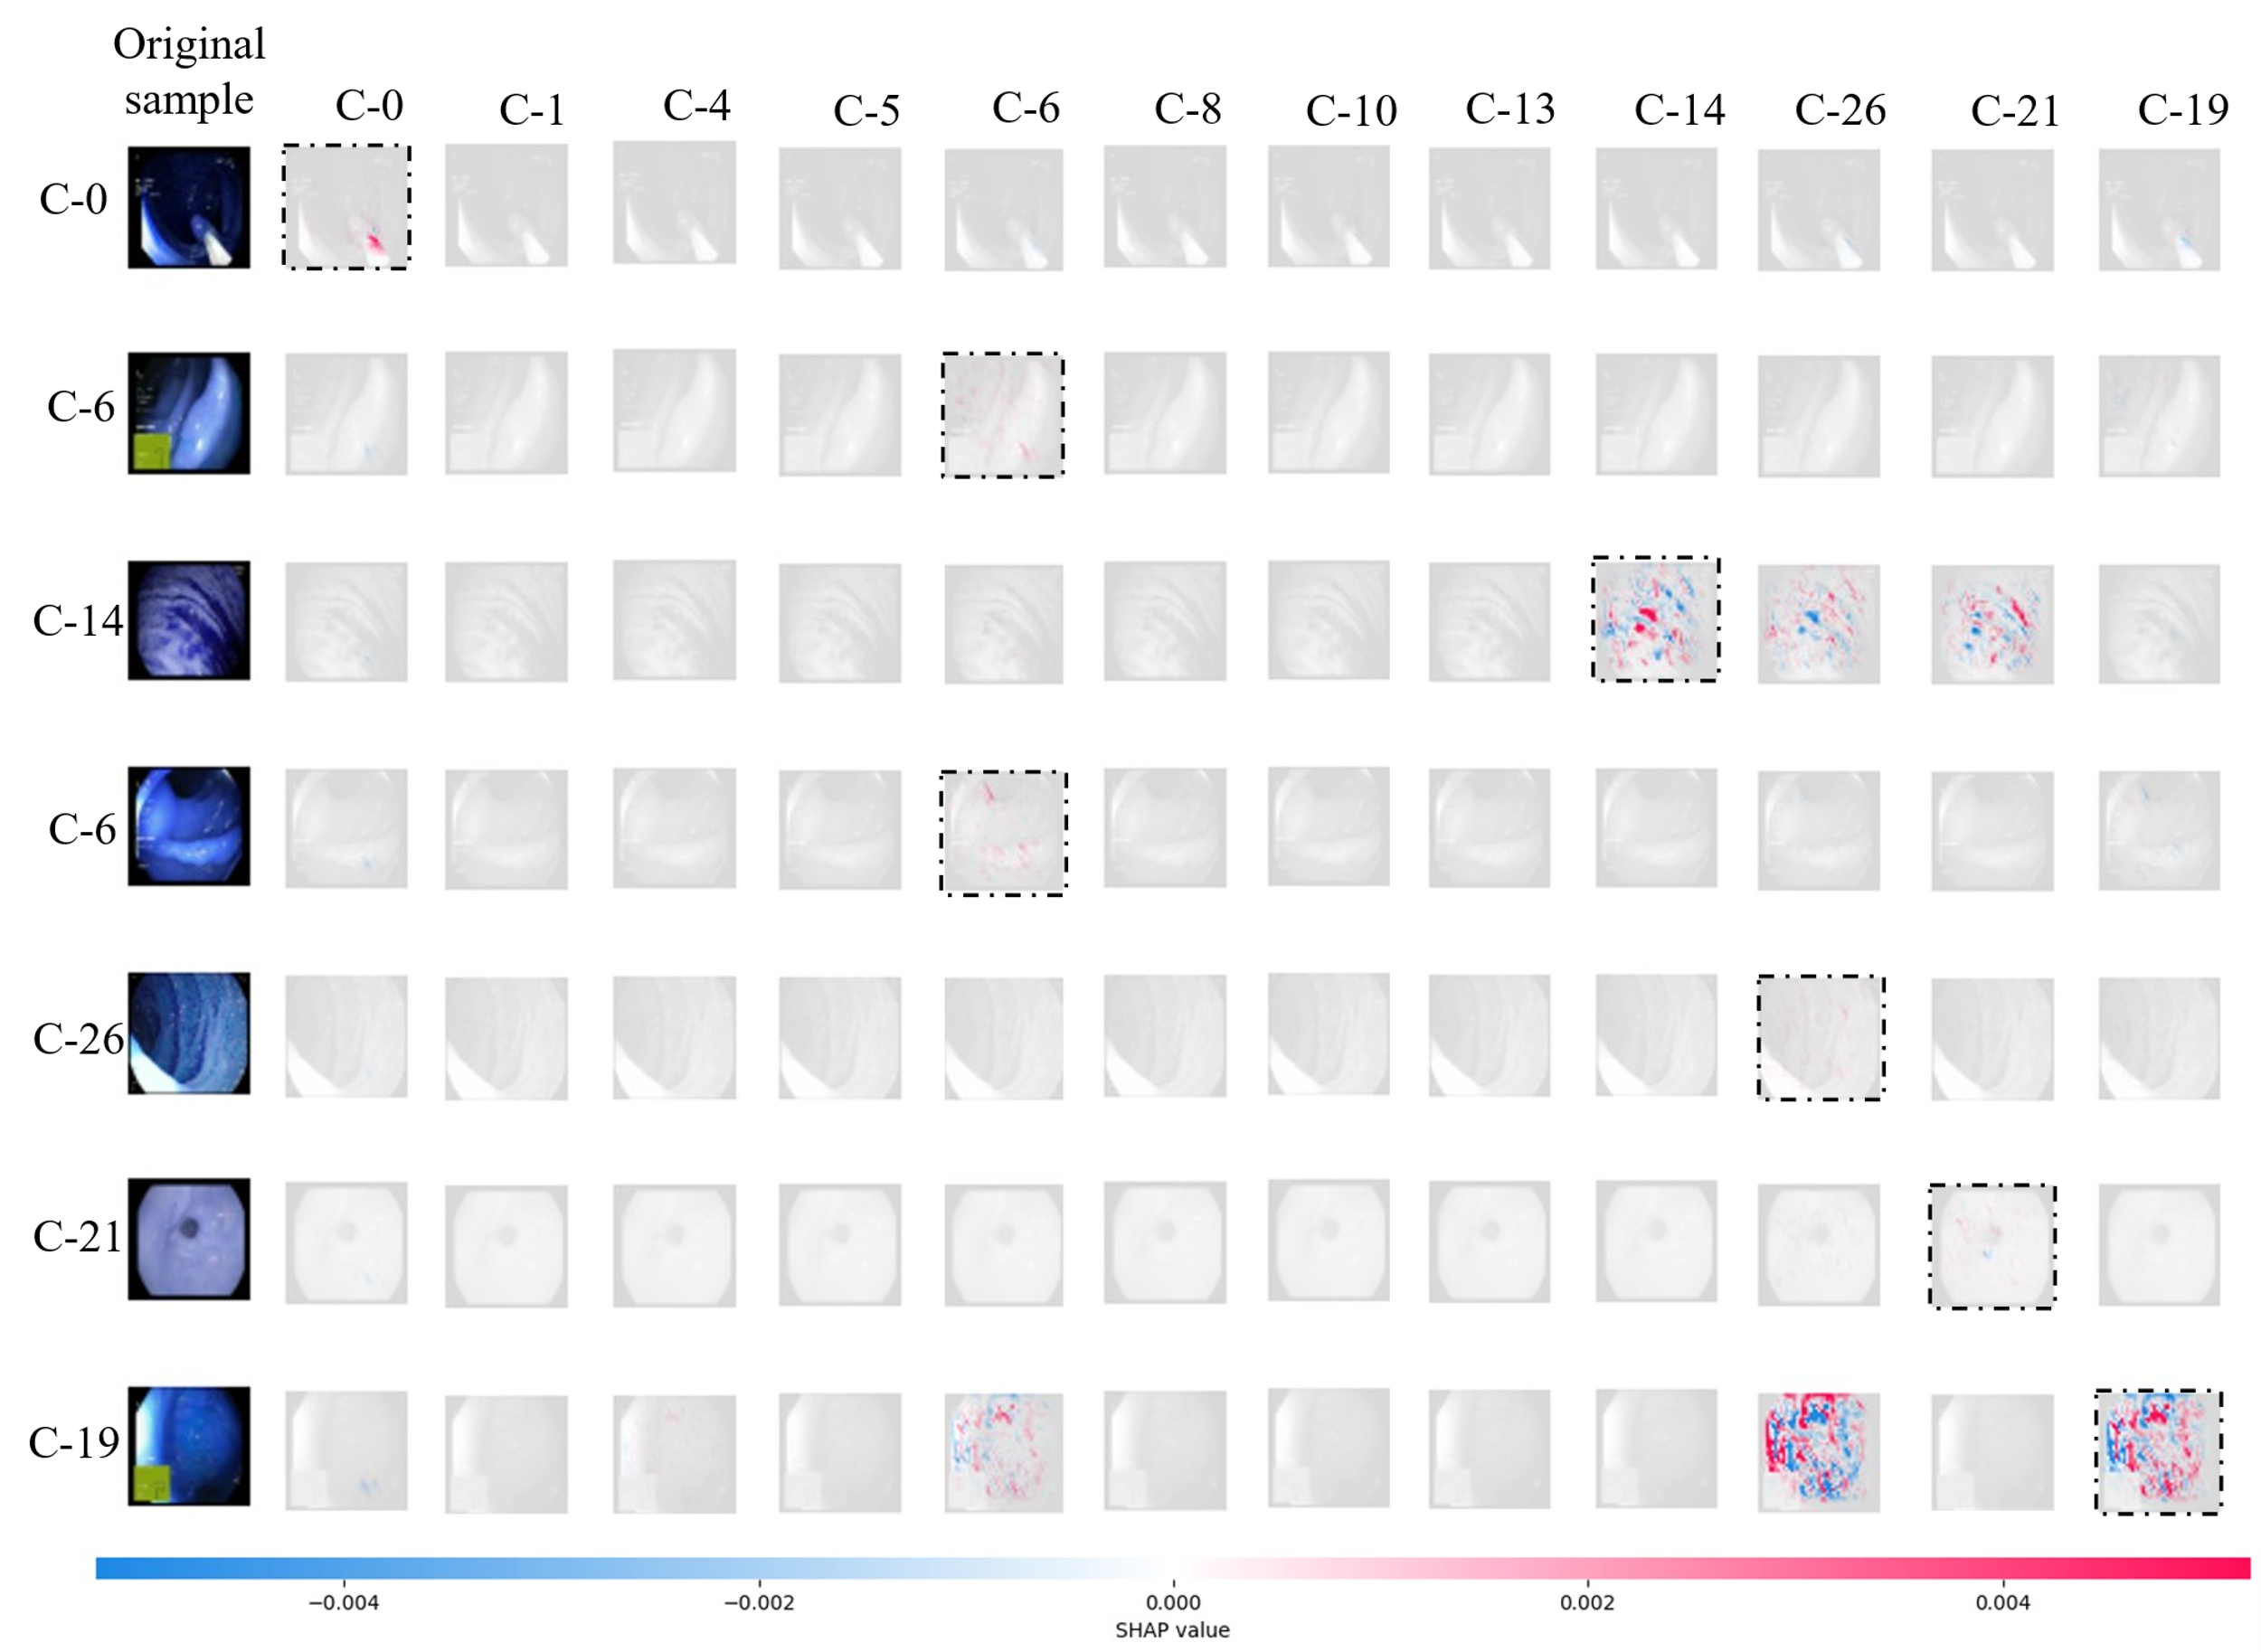 Original
sample
C-0 C-1 C-4 C-5 C-6 C-8 C-10 C-13 C-14 C-26 C-21 C-19
C-0
C-6
C-14
C-6
C-26
C-21
C-19
−0.004 −0.002 0.000 0.002 0.004
SHAP value